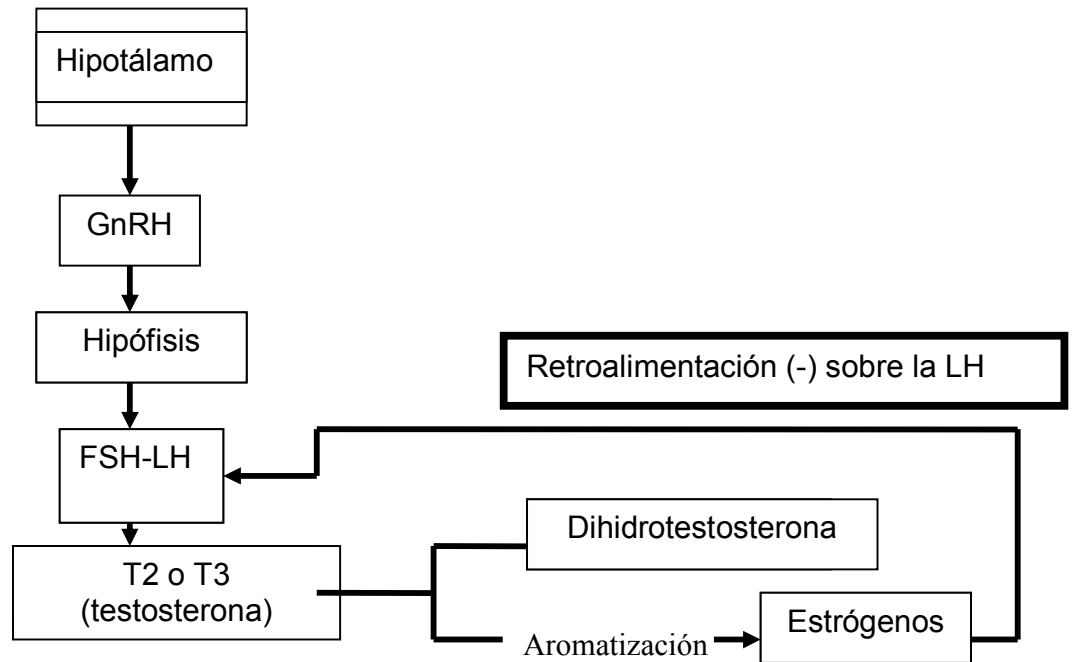 Hipotálamo
GnRH
Hipófisis
Retroalimentación (-) sobre la LH
FSH-LH
Dihidrotestosterona
T2 o T3
(testosterona)
Aromatización
Estrógenos